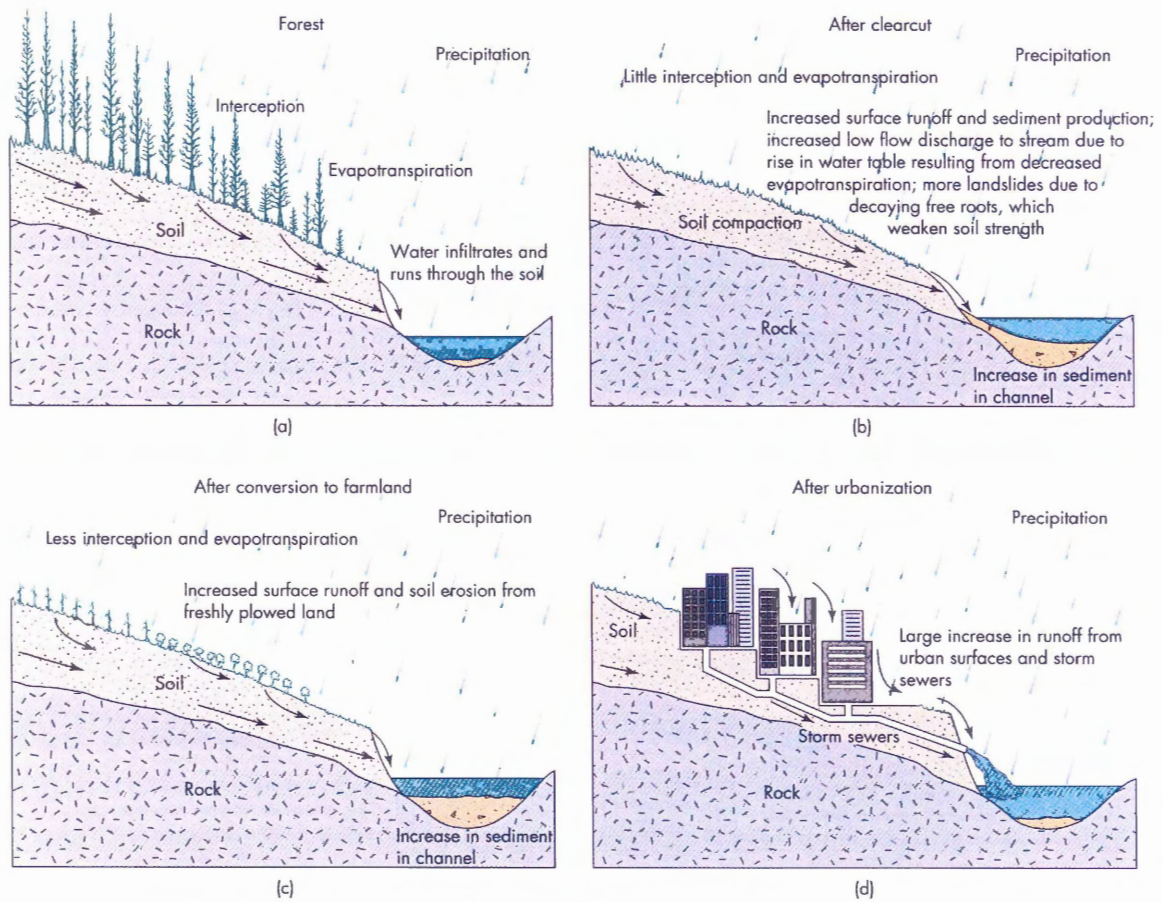 Forest
Precipitation
Interception
Evapotranspiration
Soil
Water infiltrates and
runs through the soil
Rock
(a)
After clearcut
Precipitation
Little interception and evapotranspiration
Increased surface runoff and sediment production;
increased low flow discharge to stream due to
rise in water table resulting from decreased
evapotranspiration; more landslides due to
decaying free roots, which
weaken soil strength
Soil compaction
Rock
Increase in sediment
in channel
(b)
After conversion to farmland
Precipitation
Less interception and evapotranspiration
Increased surface runoff and soil erosion from
freshly plowed land
Soil
Rock
Increase in sediment
in channel
(c)
After urbanization
Precipitation
Soil
Large increase in runoff from
urban surfaces and storm
sewers
Storm sewers
Rock
(d)